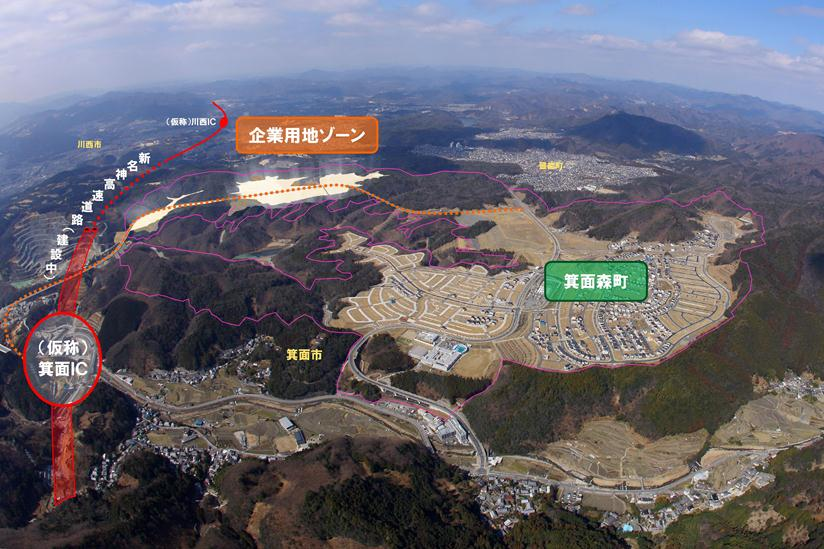 (仮称)川西IC
企業用地ゾーン
川西市
新名神高速道路(建設中)
豊能町
箕面森町
(仮称)
箕面IC
箕面市